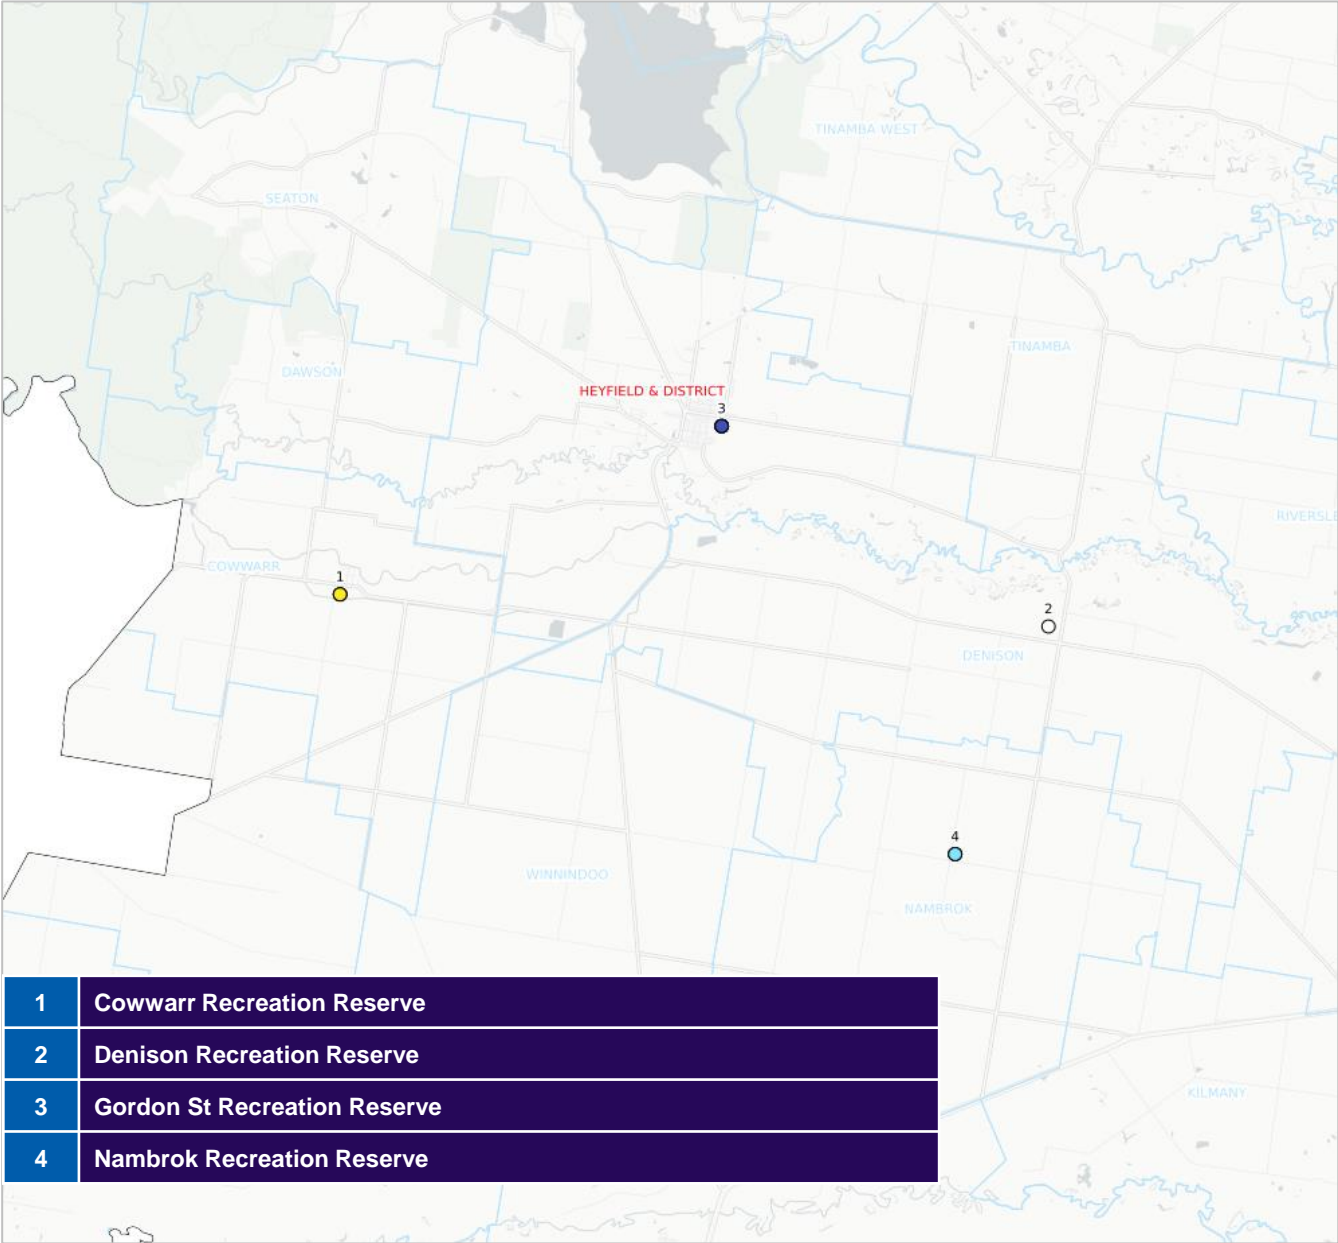 TINAMBA WEST
SEATON
TINAMBA
DAWSON
HEYFIELD & DISTRICT
3
RIVERSLE
COWWARR
1
2
DENISON
4
WINNINDOO
NAMBROK
1 Cowwarr Recreation Reserve
2 Denison Recreation Reserve
3 Gordon St Recreation Reserve
4 Nambrok Recreation Reserve
KILMANY